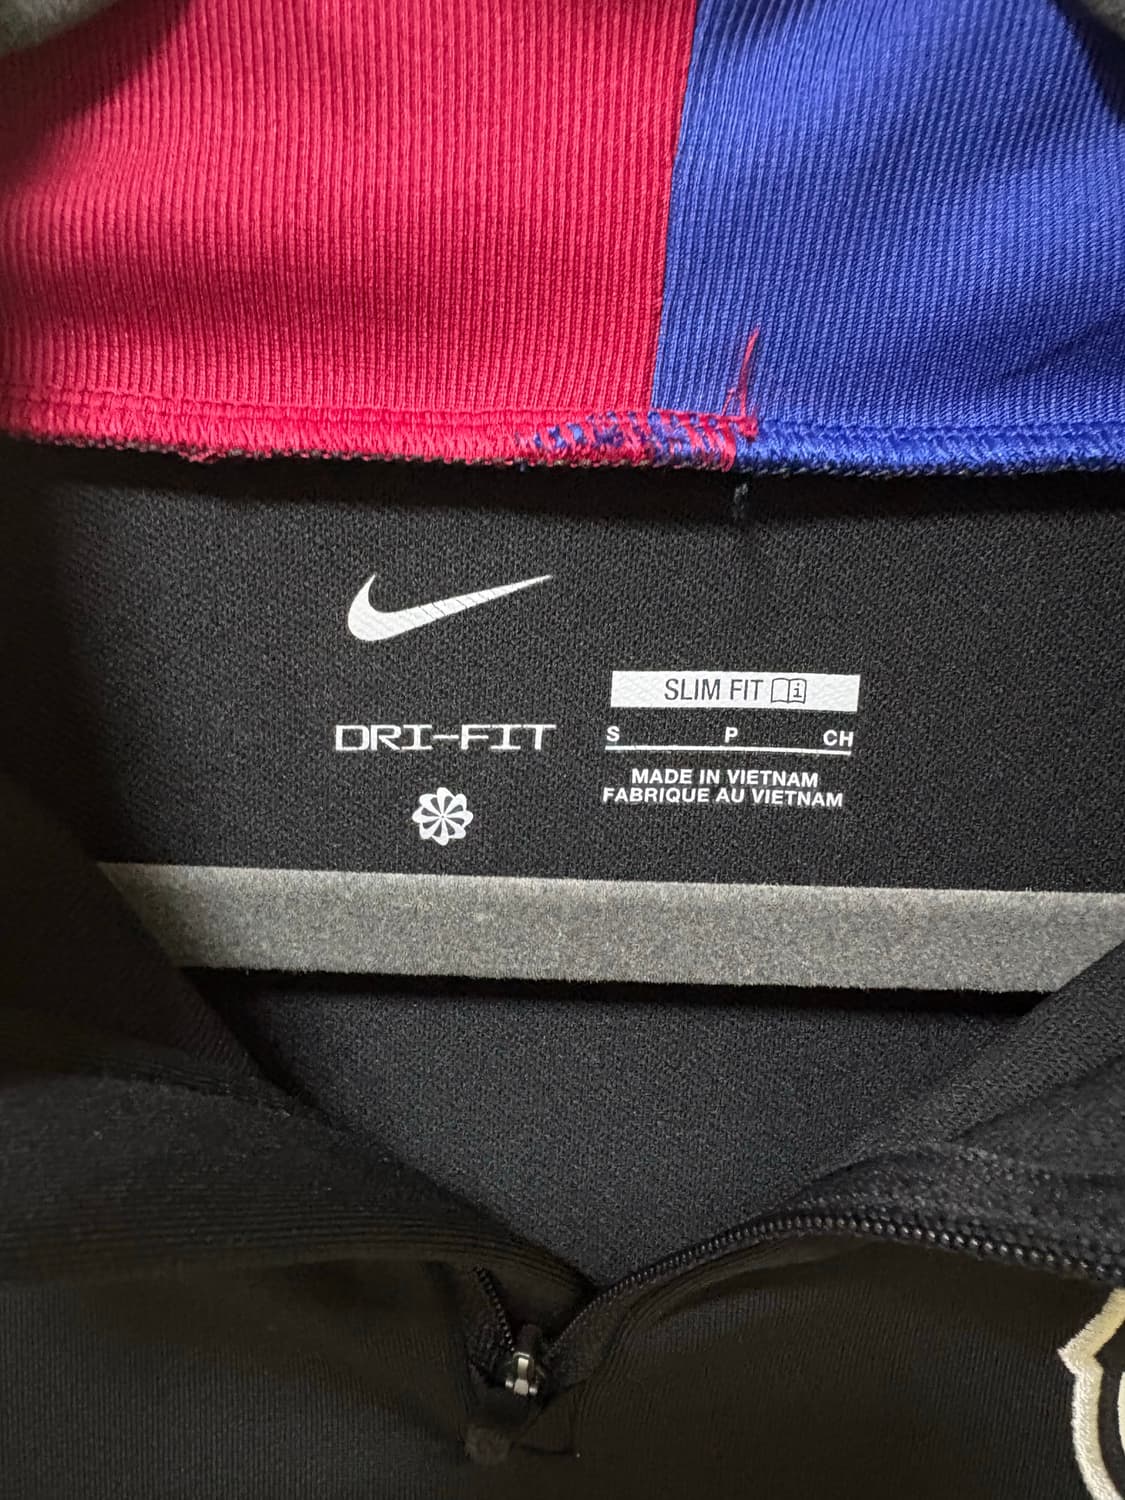 DRI-FIT
SLIM FIT
S P CH
MADE IN VIETNAM
FABRIQUE AU VIETNAM